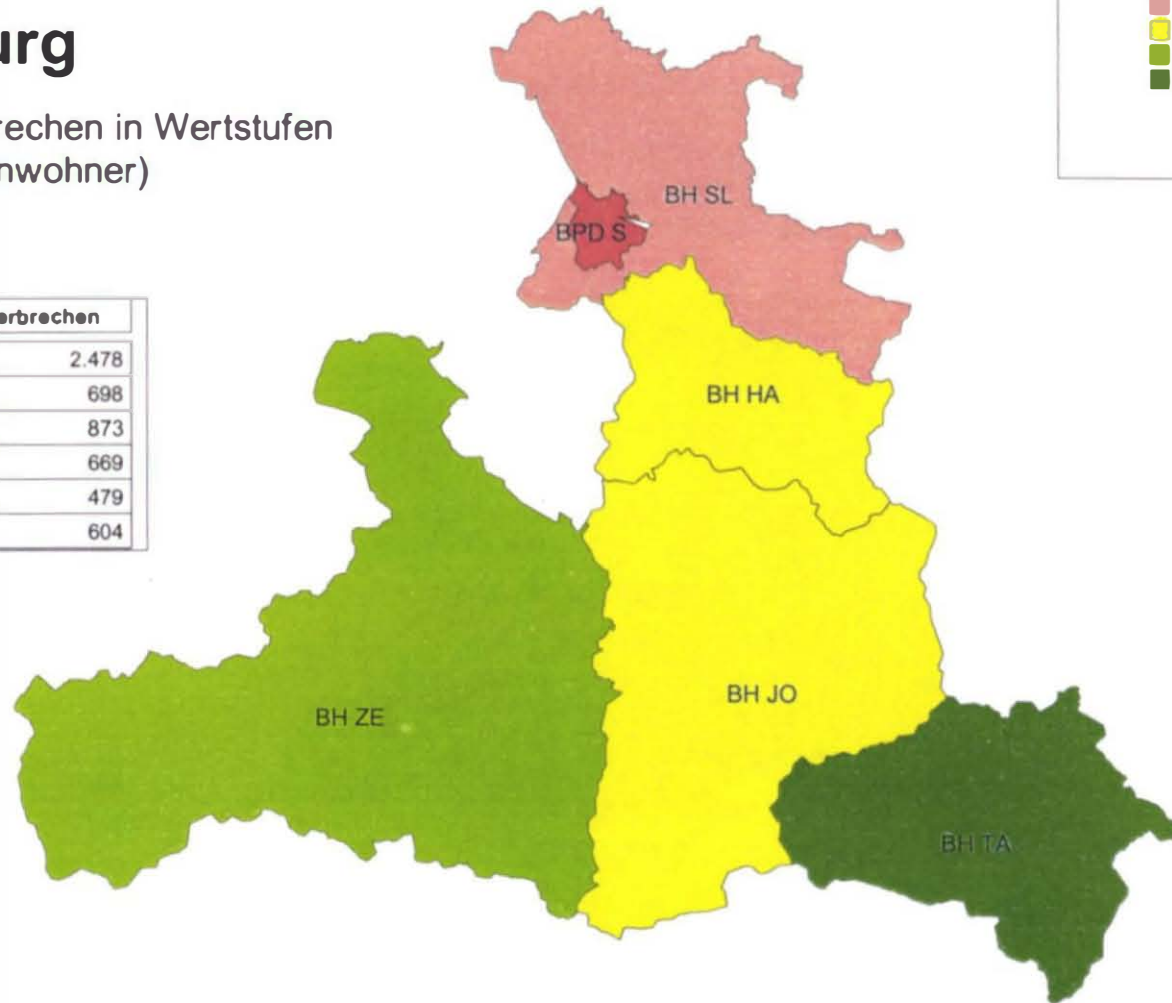 urg
rechen in Wertstufen
nwohner)
erbrechen
2.478
698
873
669
479
604
BH SL
BPD S
BH HA
BH JO
BH ZE
BH TA